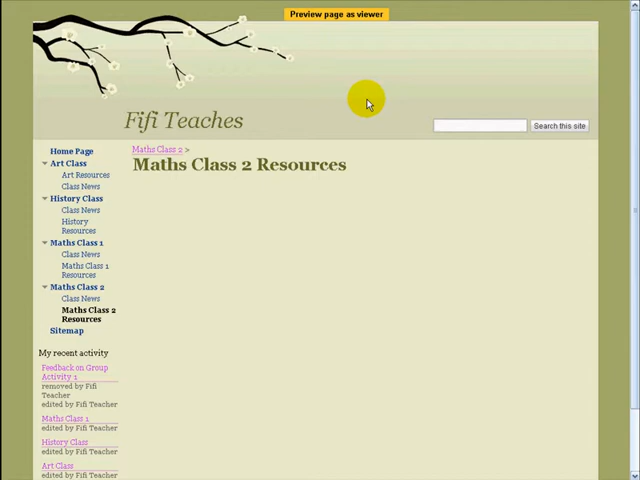 Preview page as viewer
Fifi Teaches
Search this site
Home Page
Art Class
Art Resources
Class News
History Class
Class News
History
Resources
Maths Class 1
Class News
Maths Class 1
Resources
Maths Class 2
Class News
Maths Class 2
Resources
Sitemap
My recent activity
Feedback on Group
Activity 1
removed by Fifi
Teacher
edited by Fifi Teacher
Maths Class 1
edited by Fifi Teacher
History Class
edited by Fifi Teacher
Art Class
edited by Fifi Teacher
Maths Class 2 >
Maths Class 2 Resources